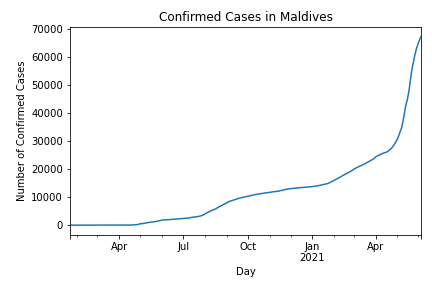 Confirmed Cases in Maldives
70000
60000
50000
40000
30000
20000
10000
0
Number of Confirmed Cases
Apr
Jul
Oct
Jan
2021
Apr
Day